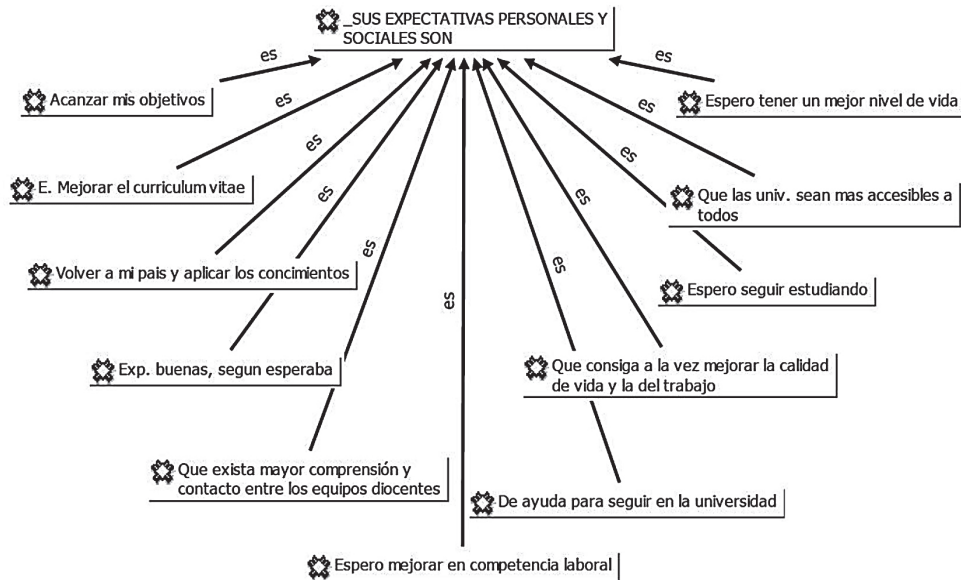 _SUS EXPECTATIVAS PERSONALES Y
SOCIALES SON
es
es
es
es
es
es
es
es
es
es
es
Acanzar mis objetivos
Espero tener un mejor nivel de vida
E. Mejorar el curriculum vitae
Que las univ. sean mas accesibles a
todos
Volver a mi pais y aplicar los concimientos
Espero seguir estudiando
Exp. buenas, segun esperaba
Que consiga a la vez mejorar la calidad
de vida y la del trabajo
Que exista mayor comprensión y
contacto entre los equipos diocentes
De ayuda para seguir en la universidad
Espero mejorar en competencia laboral